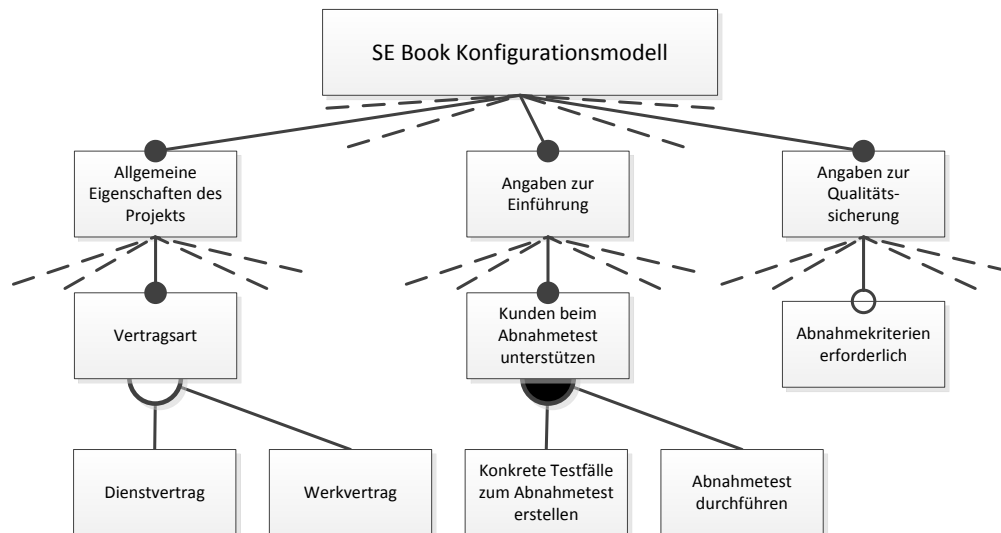 SE Book Konfigurationsmodell
Allgemeine
Eigenschaften des
Projekts
Angaben zur
Einführung
Angaben zur
Qualitäts-
sicherung
Vertragsart
Kunden beim
Abnahmetest
unterstützen
Abnahmekriterien
erforderlich
Dienstvertrag
Werkvertrag
Konkrete Testfälle
zum Abnahmetest
erstellen
Abnahmetest
durchführen